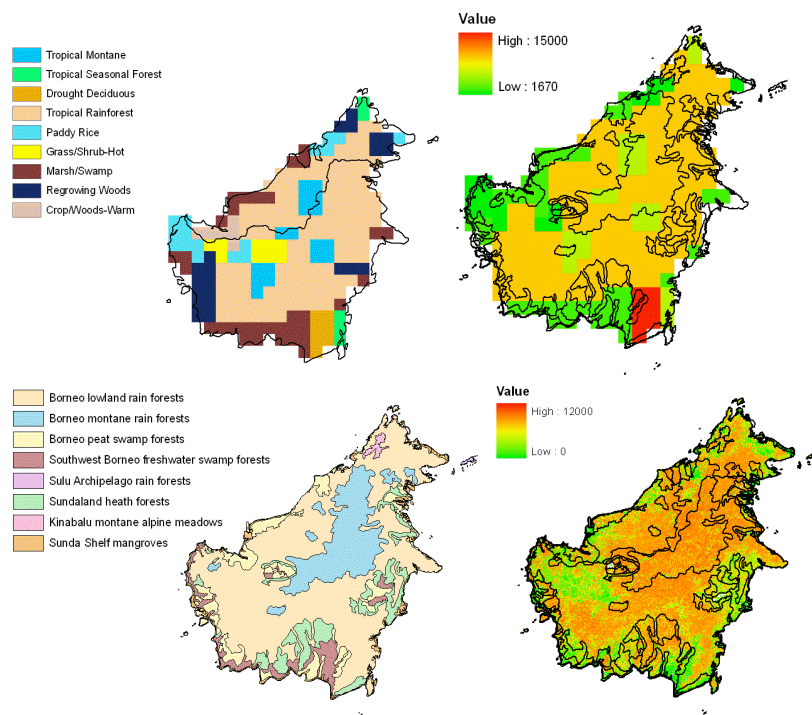 Tropical Montane
Tropical Seasonal Forest
Drought Deciduous
Tropical Rainforest
Paddy Rice
Grass/Shrub-Hot
Marsh/Swamp
Regrowing Woods
Crop/Woods-Warm
Value
High : 15000
Low : 1670
Borneo lowland rain forests
Borneo montane rain forests
Borneo peat swamp forests
Southwest Borneo freshwater swamp forests
Sulu Archipelago rain forests
Sundaland heath forests
Kinabalu montane alpine meadows
Sunda Shelf mangroves
Value
High : 12000
Low : 0